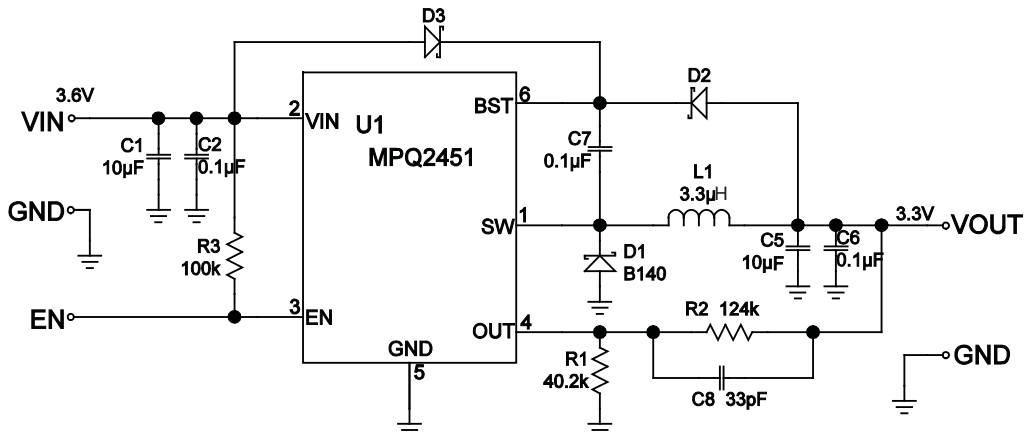 D3
3.6V
VIN
2
VIN
U1
MPQ2451
BST
6
D2
C1
10µF
C2
0.1µF
C7
0.1µF
L1
3.3µH
GND
SW
1
3.3V
VOUT
R3
100k
D1
B140
C5
10µF
C6
0.1µF
EN
3
EN
OUT
4
R2 124k
GND
5
R1
40.2k
C8 33pF
GND